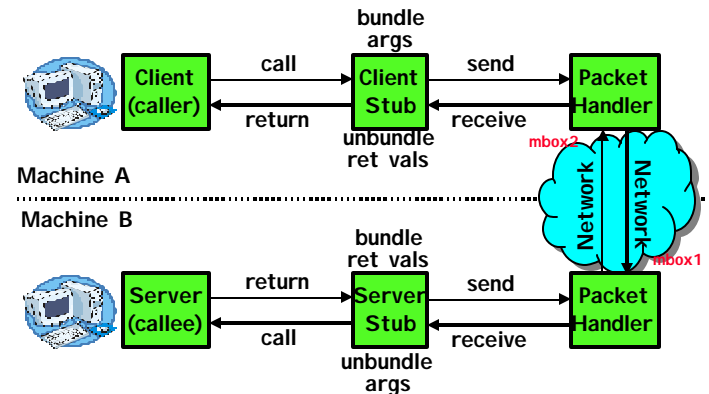 bundle
args
Client
(caller)
call
return
Client
Stub
send
receive
Packet
Handler
unbundle
ret vals
mbox2
Machine A
Network
Network
Machine B
mbox1
bundle
ret vals
Server
(callee)
return
call
Server
Stub
send
receive
Packet
Handler
unbundle
args